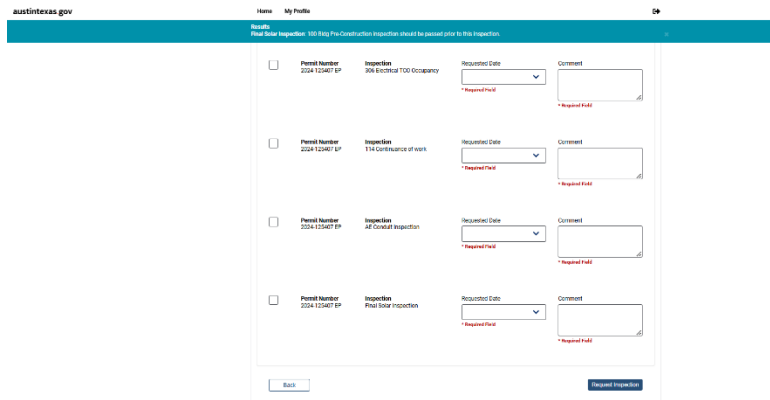 austintexas.gov Home My Profile
Results
Final Solar Inspection: 100 Bldg Pre-Construction Inspection should be passed prior to this inspection.
Permit Number Inspection Requested Date Comment
2024-125407 EP 306 Electrical TOO Occupancy
* Required Field
* Required Field
Permit Number Inspection Requested Date Comment
2024-125407 EP 114 Continuance of work
* Required Field
* Required Field
Permit Number Inspection Requested Date Comment
2024-125407 EP AE Conduit Inspection
* Required Field
* Required Field
Permit Number Inspection Requested Date Comment
2024-125407 EP Final Solar Inspection
* Required Field
* Required Field
Back Request Inspection